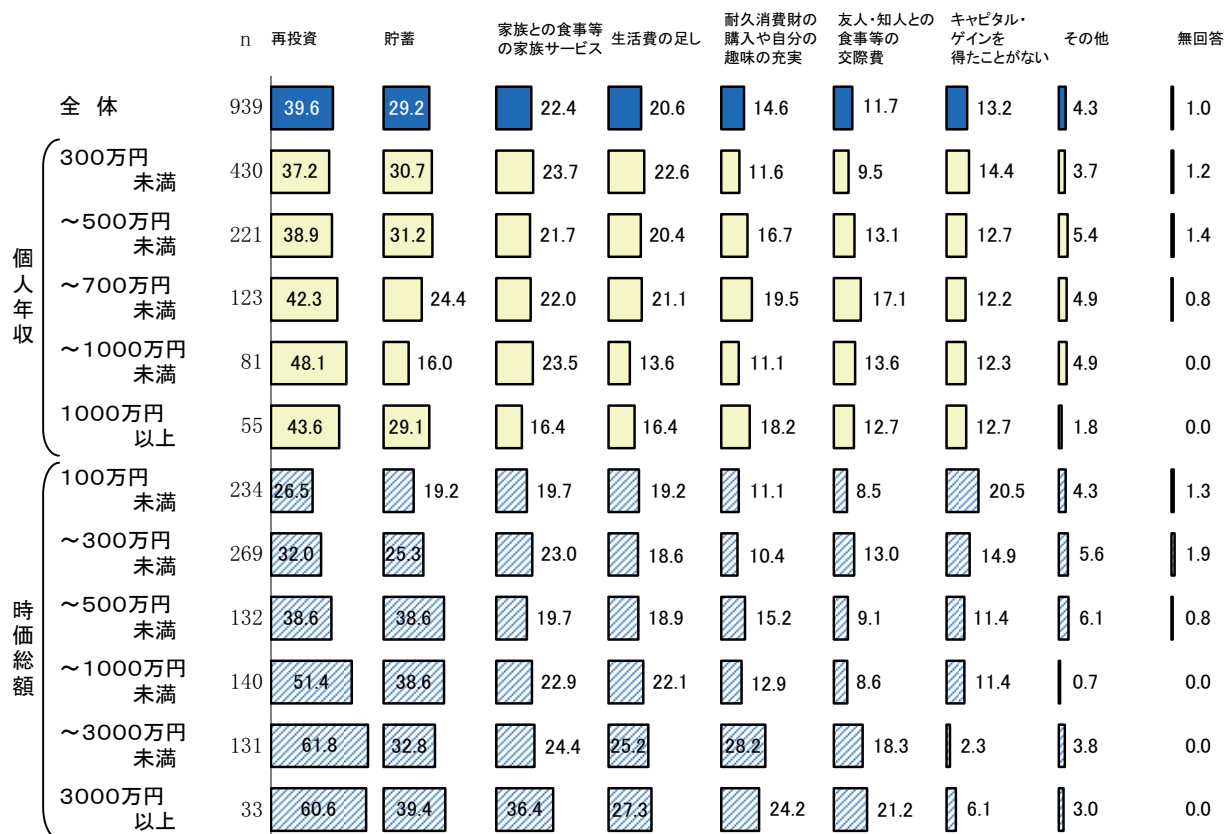 n 再投資 貯蓄 家族との食事等 の家族サービス 生活費の足し 耐久消費財の 購入や自分の 趣味の充実 友人・知人との 食事等の 交際費 キャピタル・ ゲインを 得たことがない その他 無回答
全 体 939 39.6 29.2 22.4 20.6 14.6 11.7 13.2 4.3 1.0
個人年収
300万円
未満 430 37.2 30.7 23.7 22.6 11.6 9.5 14.4 3.7 1.2
～500万円
未満 221 38.9 31.2 21.7 20.4 16.7 13.1 12.7 5.4 1.4
～700万円
未満 123 42.3 24.4 22.0 21.1 19.5 17.1 12.2 4.9 0.8
～1000万円
未満 81 48.1 16.0 23.5 13.6 11.1 13.6 12.3 4.9 0.0
1000万円
以上 55 43.6 29.1 16.4 16.4 18.2 12.7 12.7 1.8 0.0
時価総額
100万円
未満 234 26.5 19.2 19.7 19.2 11.1 8.5 20.5 4.3 1.3
～300万円
未満 269 32.0 25.3 23.0 18.6 10.4 13.0 14.9 5.6 1.9
～500万円
未満 132 38.6 38.6 19.7 18.9 15.2 9.1 11.4 6.1 0.8
～1000万円
未満 140 51.4 38.6 22.9 22.1 12.9 8.6 11.4 0.7 0.0
～3000万円
未満 131 61.8 32.8 24.4 25.2 28.2 18.3 2.3 3.8 0.0
3000万円
以上 33 60.6 39.4 36.4 27.3 24.2 21.2 6.1 3.0 0.0